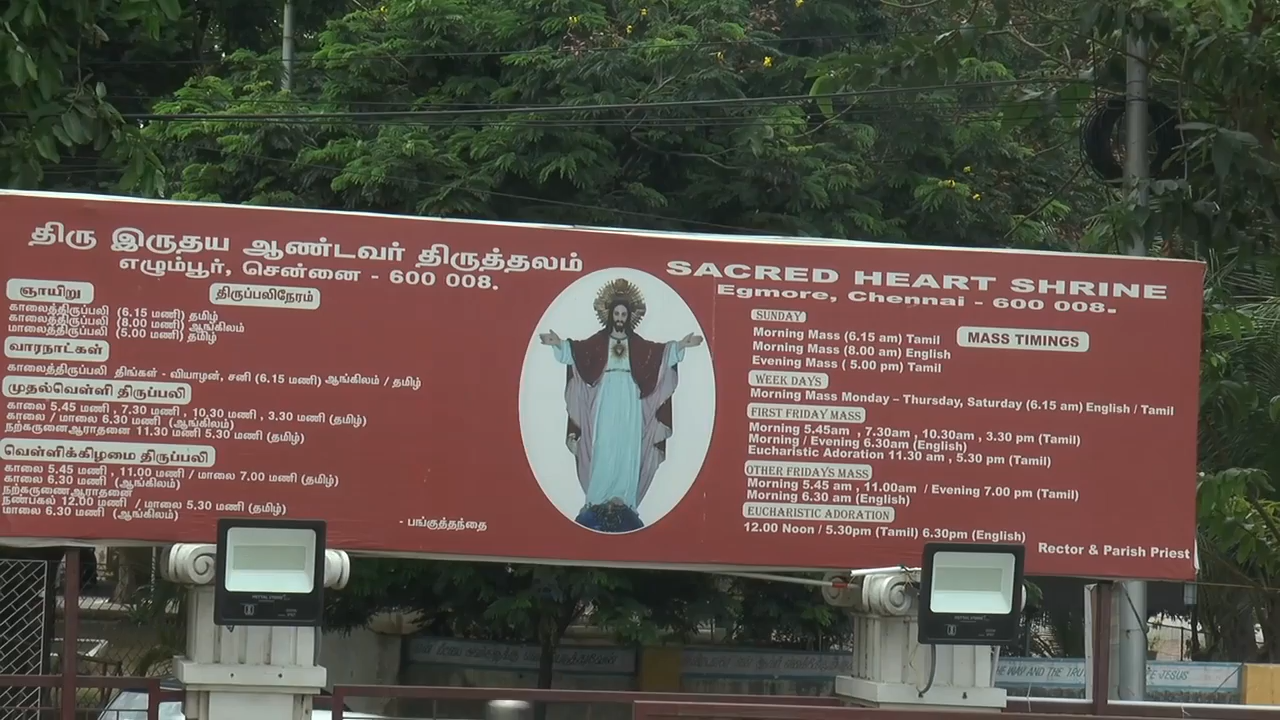 திரு இருதய ஆண்டவர் திருத்தலம்
எழும்பூர், சென்னை - 600 008.
ஞாயிறு
திருப்பலிநேரம்
காலைத்திருப்பலி (6.15 மணி) தமிழ்
காலைத்திருப்பலி (8.00 மணி) ஆங்கிலம்
மாலைத்திருப்பலி (5.00 மணி) தமிழ்
வாரநாட்கள்
காலைத்திருப்பலி திங்கள் - வியாழன், சனி (6.15 மணி) ஆங்கிலம் / தமிழ்
முதல்வெள்ளி திருப்பலி
காலை 5.45 மணி , 7.30 மணி , 10.30 மணி , 3.30 மணி (தமிழ்)
காலை / மாலை 6.30 மணி (ஆங்கிலம்)
நற்கருணைஆராதனை 11.30 மணி 5.30 மணி (தமிழ்)
வெள்ளிக்கிழமை திருப்பலி
காலை 5.45 மணி , 11.00 மணி / மாலை 7.00 மணி (தமிழ்)
காலை 6.30 மணி (ஆங்கிலம்)
நற்கருணைஆராதனை
நண்பகல் 12.00 மணி / மாலை 5.30 மணி (தமிழ்)
மாலை 6.30 மணி (ஆங்கிலம்)
- பங்குத்தந்தை
SACRED HEART SHRINE
Egmore, Chennai - 600 008.
SUNDAY
MASS TIMINGS
Morning Mass (6.15 am) Tamil
Morning Mass (8.00 am) English
Evening Mass ( 5.00 pm) Tamil
WEEK DAYS
Morning Mass Monday – Thursday, Saturday (6.15 am) English / Tamil
FIRST FRIDAY MASS
Morning 5.45am , 7.30am , 10.30am , 3.30 pm (Tamil)
Morning / Evening 6.30am (English)
Eucharistic Adoration 11.30 am , 5.30 pm (Tamil)
OTHER FRIDAYS MASS
Morning 5.45 am , 11.00am / Evening 7.00 pm (Tamil)
Morning 6.30 am (English)
EUCHARISTIC ADORATION
12.00 Noon / 5.30pm (Tamil) 6.30pm (English)
Rector & Parish Priest
WAY AND THE TRU
JESUS